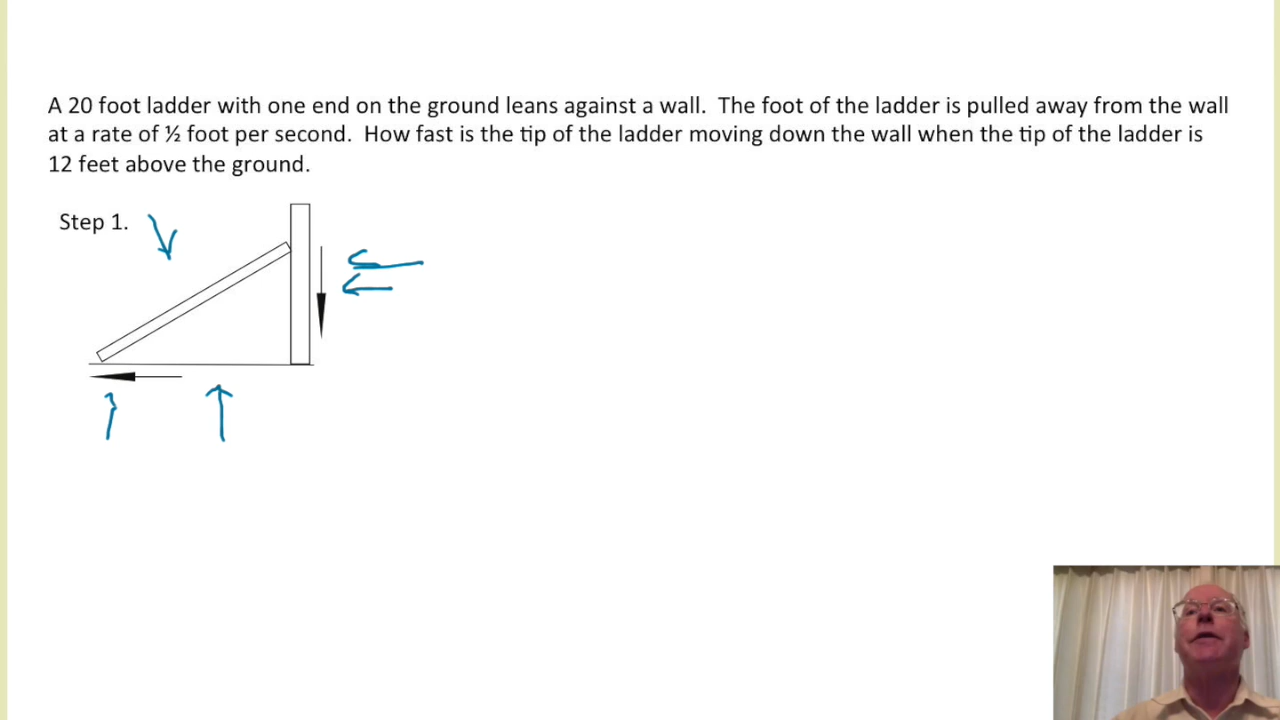 A 20 foot ladder with one end on the ground leans against a wall.  The foot of the ladder is pulled away from the wall
at a rate of ½ foot per second.  How fast is the tip of the ladder moving down the wall when the tip of the ladder is
12 feet above the ground.
Step 1.